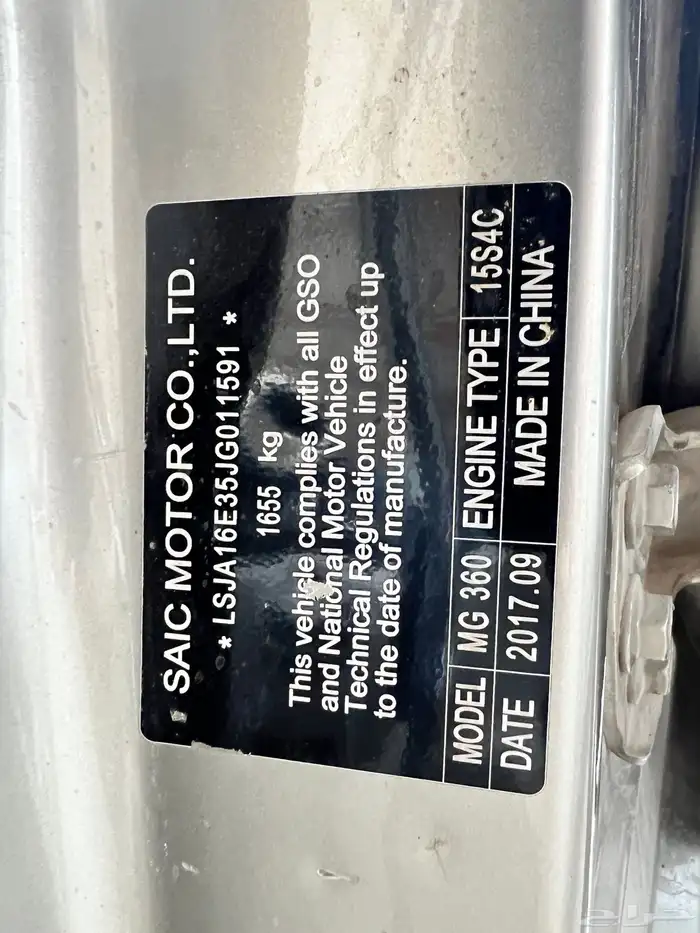 SAIC MOTOR CO.,LTD.
* LSJA16E35JG011591 *
1655 kg
This vehicle complies with all GSO
and National Motor Vehicle
Technical Regulations in effect up
to the date of manufacture.
MODEL MG 360 ENGINE TYPE 15S4C
DATE 2017.09 MADE IN CHINA
حراج